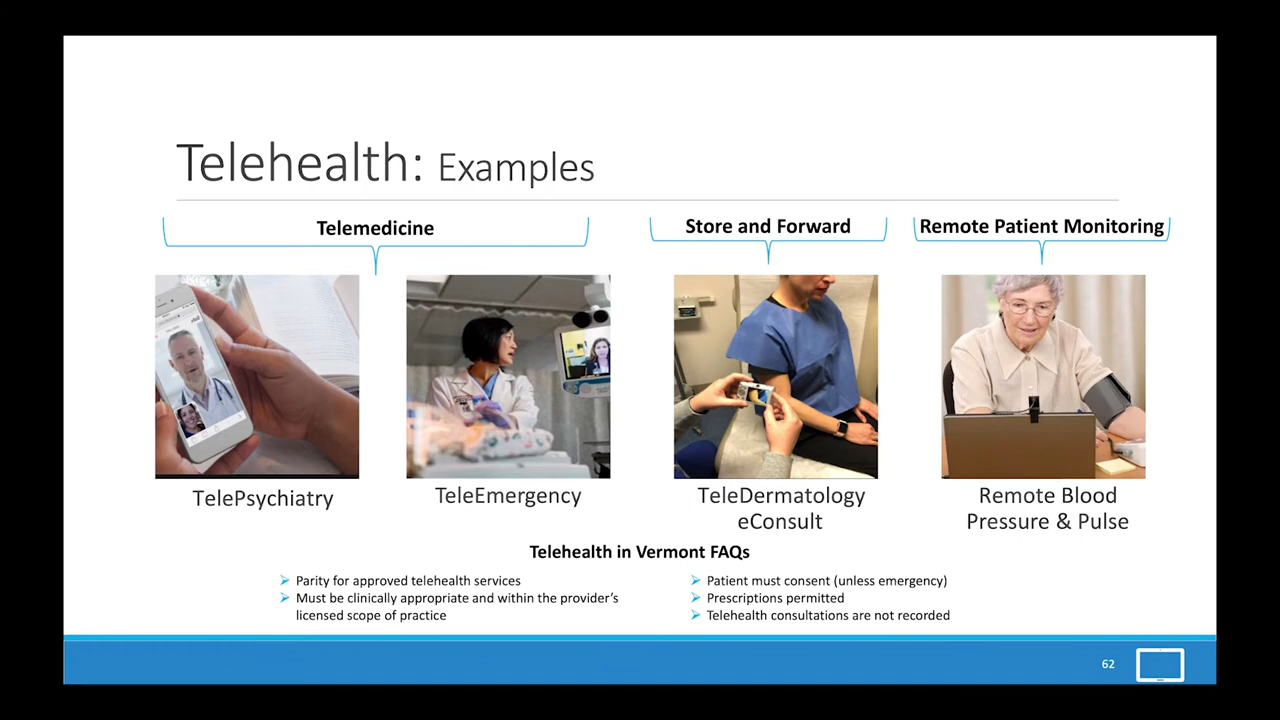 Telehealth: Examples
Telemedicine
Store and Forward
Remote Patient Monitoring
TelePsychiatry
TeleEmergency
TeleDermatology
eConsult
Remote Blood
Pressure & Pulse
Telehealth in Vermont FAQs
Parity for approved telehealth services
Must be clinically appropriate and within the provider's
licensed scope of practice
Patient must consent (unless emergency)
Prescriptions permitted
Telehealth consultations are not recorded
62